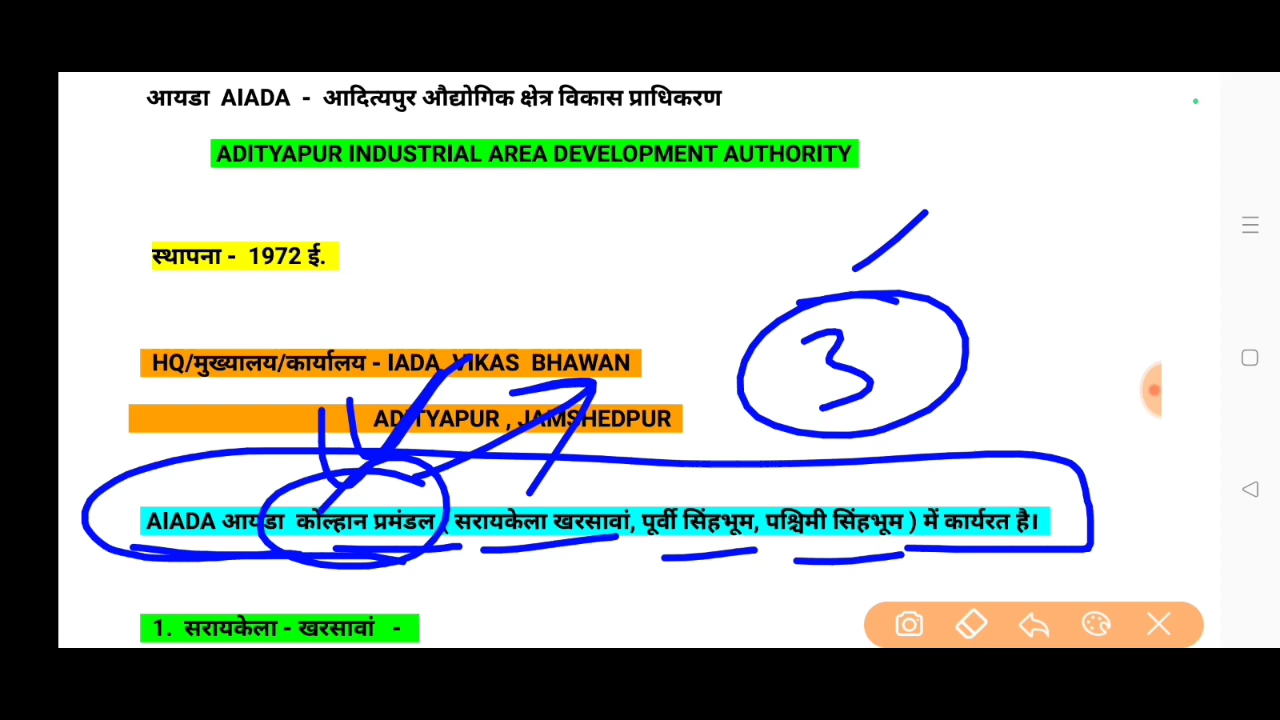 आयडा AIADA - आदित्यपुर औद्योगिक क्षेत्र विकास प्राधिकरण
ADITYAPUR INDUSTRIAL AREA DEVELOPMENT AUTHORITY
स्थापना - 1972 ई.
3
HQ/मुख्यालय/कार्यालय - IADA VIKAS BHAWAN
ADITYAPUR , JAMSHEDPUR
AIADA आयडा कोल्हान प्रमंडल ( सरायकेला खरसावां, पूर्वी सिंहभूम, पश्चिमी सिंहभूम ) में कार्यरत है।
1. सरायकेला - खरसावां -